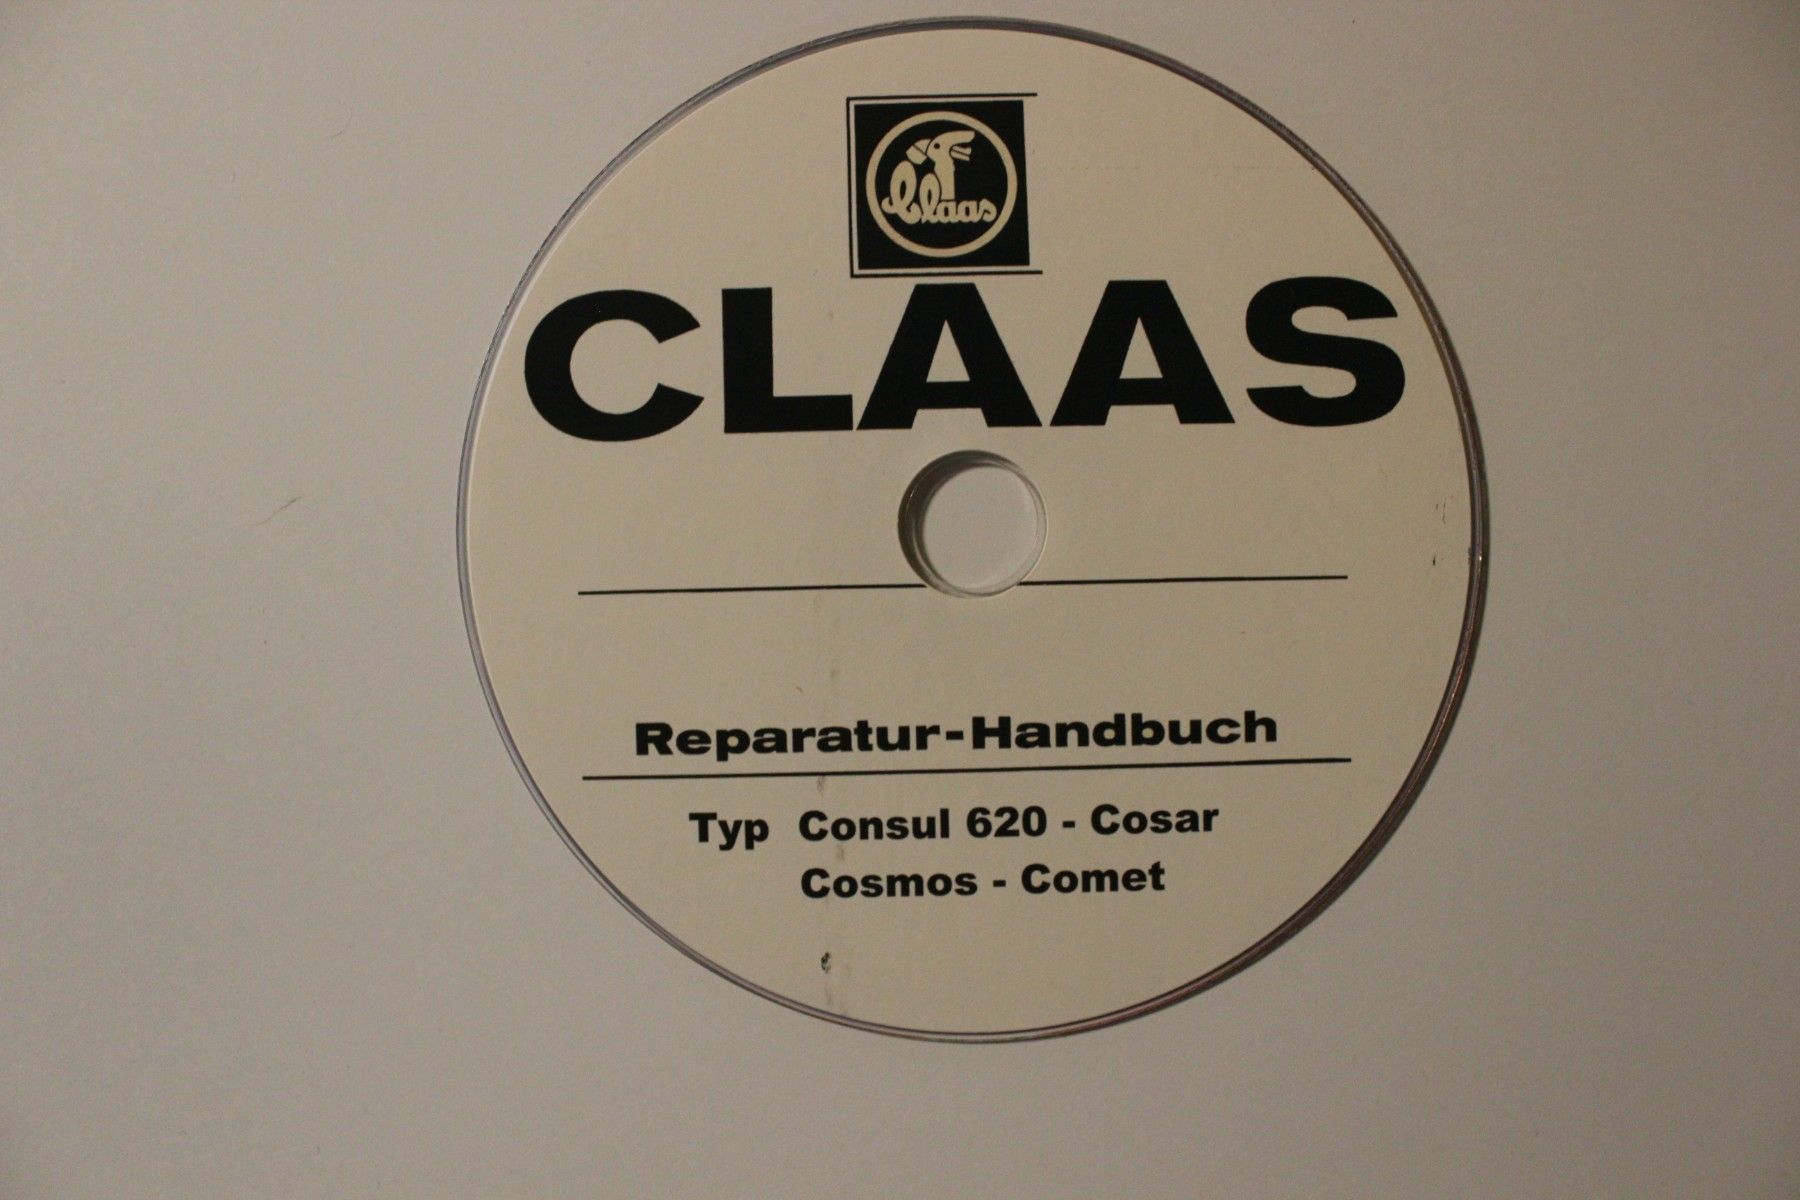 Claas
CLAAS
Reparatur-Handbuch
Typ Consul 620 - Cosar
Cosmos - Comet